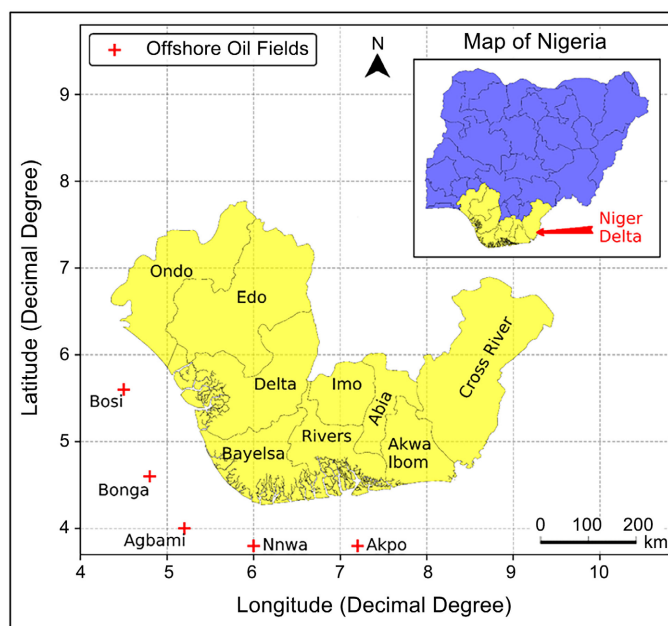 Offshore Oil Fields
N
Map of Nigeria
Niger
Delta
Latitude (Decimal Degree)
9
8
7
6
5
4
Ondo
Edo
Delta
Imo
Abia
Cross River
Bosi
Bayelsa
Rivers
Akwa
Ibom
Bonga
Agbami
Nnwa
Akpo
0 100 200
km
4 5 6 7 8 9 10
Longitude (Decimal Degree)